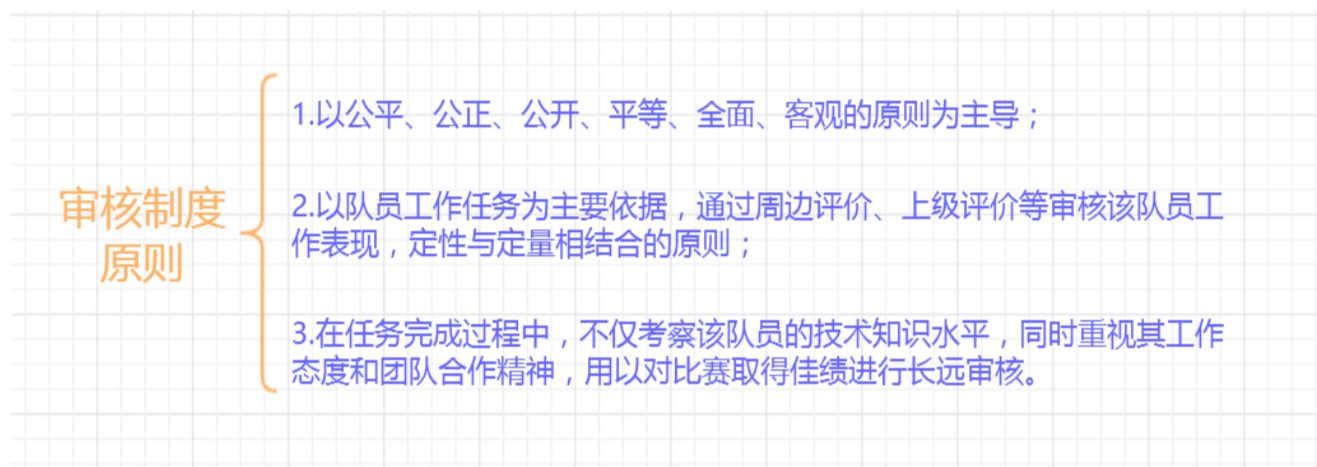 审核制度
原则
1.以公平、公正、公开、平等、全面、客观的原则为主导；
2.以队员工作任务为主要依据，通过周边评价、上级评价等审核该队员工
作表现，定性与定量相结合的原则；
3.在任务完成过程中，不仅考察该队员的技术知识水平，同时重视其工作
态度和团队合作精神，用以对比赛取得佳绩进行长远审核。